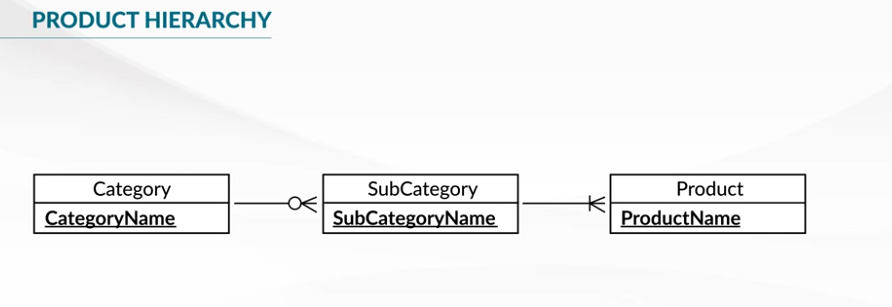 PRODUCT HIERARCHY
Category
CategoryName
SubCategory
SubCategoryName
Product
ProductName